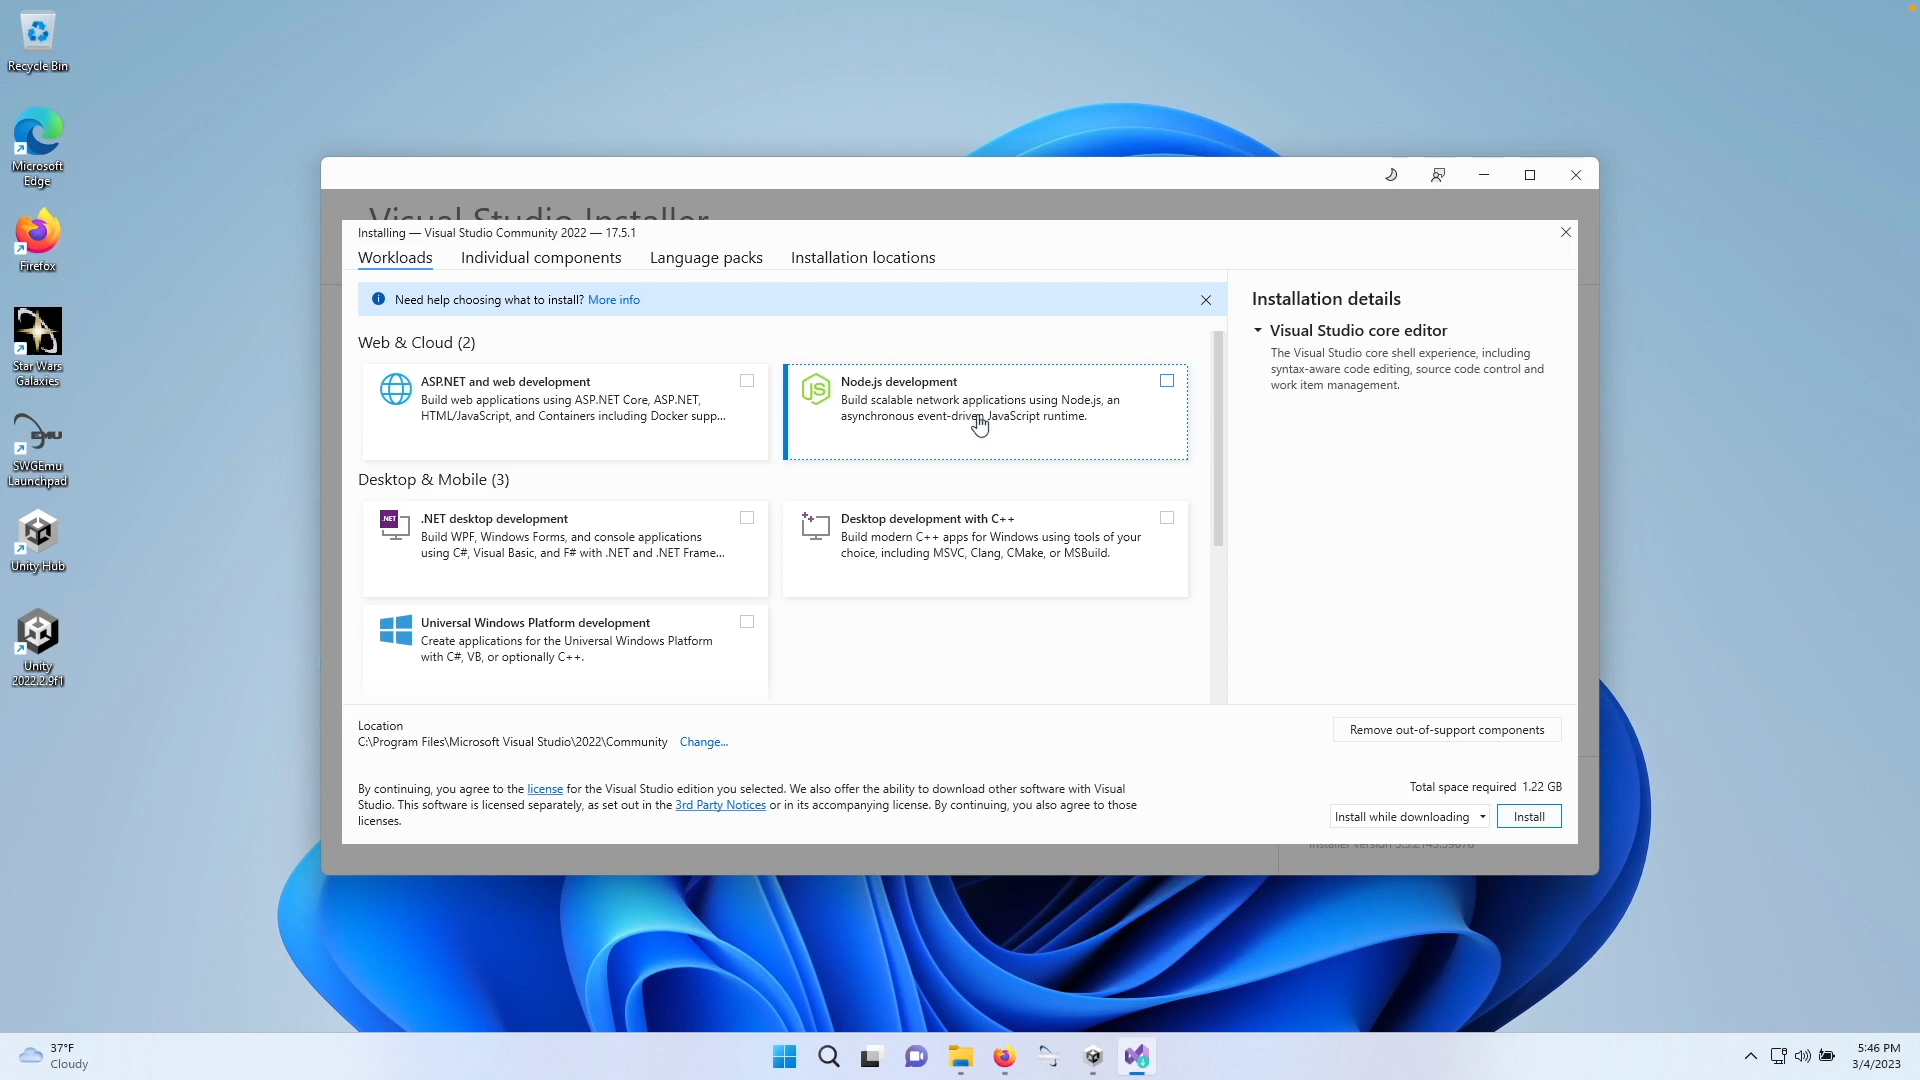 Recycle Bin
Microsoft
Edge
Firefox
Star Wars
Galaxies
EMU
SWGEmu
Launchpad
Unity Hub
Unity
2022.2.9f1
Visual Studio Installer
Installing — Visual Studio Community 2022 — 17.5.1
Workloads
Individual components
Language packs
Installation locations
Need help choosing what to install? More info
Web & Cloud (2)
ASP.NET and web development
Build web applications using ASP.NET Core, ASP.NET,
HTML/JavaScript, and Containers including Docker supp...
JS
Node.js development
Build scalable network applications using Node.js, an
asynchronous event-driven JavaScript runtime.
Desktop & Mobile (3)
.NET
.NET desktop development
Build WPF, Windows Forms, and console applications
using C#, Visual Basic, and F# with .NET and .NET Frame...
Desktop development with C++
Build modern C++ apps for Windows using tools of your
choice, including MSVC, Clang, CMake, or MSBuild.
Universal Windows Platform development
Create applications for the Universal Windows Platform
with C#, VB, or optionally C++.
Installation details
Visual Studio core editor
The Visual Studio core shell experience, including
syntax-aware code editing, source code control and
work item management.
Location
C:\Program Files\Microsoft Visual Studio\2022\Community Change...
Remove out-of-support components
By continuing, you agree to the license for the Visual Studio edition you selected. We also offer the ability to download other software with Visual
Studio. This software is licensed separately, as set out in the 3rd Party Notices or in its accompanying license. By continuing, you also agree to those
licenses.
Total space required 1.22 GB
Install while downloading
Install
37°F
Cloudy
5:46 PM
3/4/2023